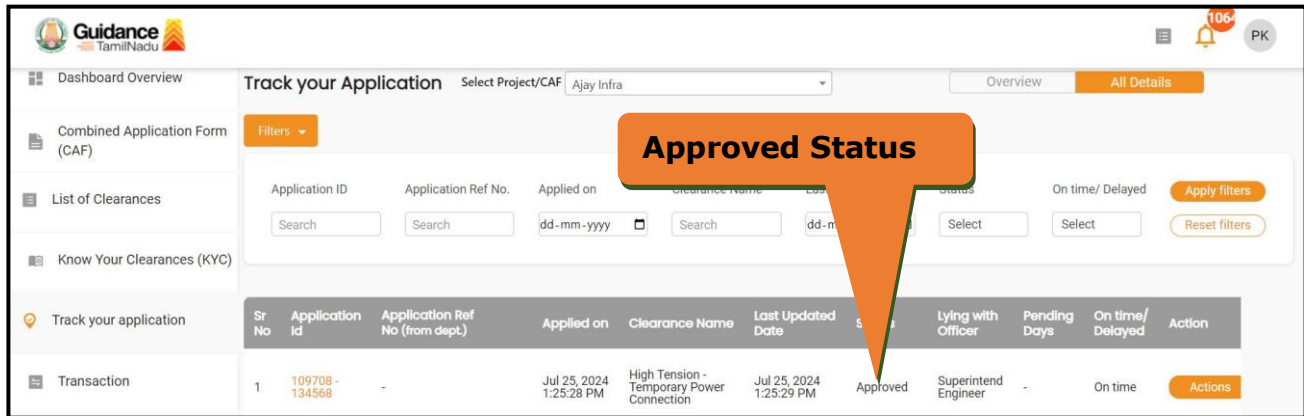 Guidance
TamilNadu
1064
PK
Dashboard Overview
Track your Application
Select Project/CAF
Ajay Infra
Overview
All Details
Combined Application Form
(CAF)
Filters
Approved Status
List of Clearances
Application ID
Application Ref No.
Applied on
Clearance Name
Status
On time/ Delayed
Apply filters
Search
Search
dd-mm-yyyy
Search
Select
Select
Reset filters
Know Your Clearances (KYC)
Track your application
Sr No
Application Id
Application Ref No (from dept.)
Applied on
Clearance Name
Last Updated Date
Lying with Officer
Pending Days
On time/ Delayed
Action
Transaction
1
109708 -
134568
-
Jul 25, 2024
1:25:28 PM
High Tension -
Temporary Power
Connection
Jul 25, 2024
1:25:29 PM
Approved
Superintend
Engineer
-
On time
Actions